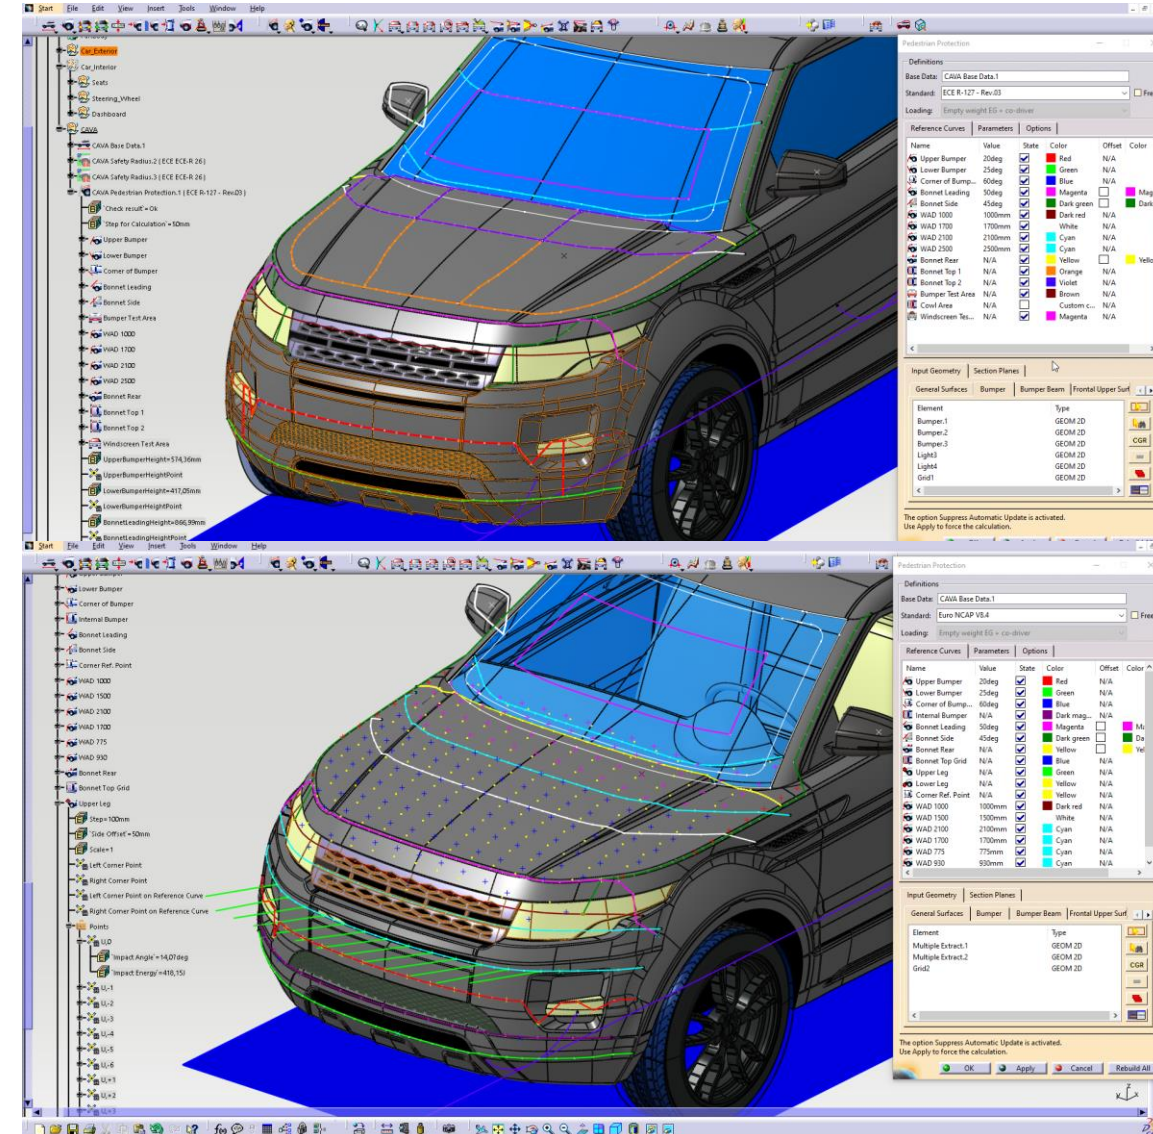 Start File Edit View Insert Tools Window Help
Car_Exterior
Car_Interior
Seats
Steering_Wheel
Dashboard
CAVA
CAVA Base Data.1
CAVA Safety Radius.2 ( ECE ECE-R 26 )
CAVA Safety Radius.3 ( ECE ECE-R 26 )
CAVA Pedestrian Protection.1 ( ECE R-127 - Rev.03 )
'Check result'=Ok
'Step for Calculation'=50mm
Upper Bumper
Lower Bumper
Corner of Bumper
Bonnet Leading
Bonnet Side
Bumper Test Area
WAD 1000
WAD 1700
WAD 2100
WAD 2500
Bonnet Rear
Bonnet Top 1
Bonnet Top 2
Windscreen Test Area
UpperBumperHeight=574,36mm
UpperBumperHeightPoint
LowerBumperHeight=417,05mm
LowerBumperHeightPoint
BonnetLeadingHeight=866,99mm
BonnetLeadingHeightPoint
Pedestrian Protection
Definitions
Base Data: CAVA Base Data.1
Standard: ECE R-127 - Rev.03 Fre
Loading: Empty weight EG + co-driver
Reference Curves Parameters Options
Name Value State Color Offset Color
Upper Bumper 20deg Red N/A
Lower Bumper 25deg Green N/A
Corner of Bump... 60deg Blue N/A
Bonnet Leading 50deg Magenta Mag
Bonnet Side 45deg Dark green Dark
WAD 1000 1000mm Dark red N/A
WAD 1700 1700mm White N/A
WAD 2100 2100mm Cyan N/A
WAD 2500 2500mm Cyan N/A
Bonnet Rear N/A Yellow Yello
Bonnet Top 1 N/A Orange N/A
Bonnet Top 2 N/A Violet N/A
Bumper Test Area N/A Brown N/A
Cowl Area N/A Custom c... N/A
Windscreen Tes... N/A Magenta N/A
Input Geometry Section Planes
General Surfaces Bumper Bumper Beam Frontal Upper Surf
Element Type
Bumper.1 GEOM 2D
Bumper.2 GEOM 2D
Bumper.3 GEOM 2D
Light3 GEOM 2D
Light4 GEOM 2D
Grid1 GEOM 2D
CGR
The option Suppress Automatic Update is activated.
Use Apply to force the calculation.
Start File Edit View Insert Tools Window Help
Upper Bumper
Lower Bumper
Corner of Bumper
Internal Bumper
Bonnet Leading
Bonnet Side
Corner Ref. Point
WAD 1000
WAD 1500
WAD 2100
WAD 1700
WAD 775
WAD 930
Bonnet Rear
Bonnet Top Grid
Upper Leg
Step=100mm
'Side Offset'=50mm
Scale=1
Left Corner Point
Right Corner Point
Left Corner Point on Reference Curve
Right Corner Point on Reference Curve
Points
U,0
'Impact Angle'=14,07deg
'Impact Energy'=418,15J
U,-1
U,-2
U,-3
U,-4
U,-5
U,-6
U,+1
U,+2
U,+3
Pedestrian Protection
Definitions
Base Data: CAVA Base Data.1
Standard: Euro NCAP V8.4 Free
Loading: Empty weight EG + co-driver
Reference Curves Parameters Options
Name Value State Color Offset Color
Upper Bumper 20deg Red N/A
Lower Bumper 25deg Green N/A
Corner of Bump... 60deg Blue N/A
Internal Bumper N/A Dark mag... N/A
Bonnet Leading 50deg Magenta Ma
Bonnet Side 45deg Dark green Da
Bonnet Rear N/A Yellow Yel
Bonnet Top Grid N/A Blue N/A
Upper Leg N/A Green N/A
Lower Leg N/A Yellow N/A
Corner Ref. Point N/A Yellow N/A
WAD 1000 1000mm Dark red N/A
WAD 1500 1500mm White N/A
WAD 2100 2100mm Cyan N/A
WAD 1700 1700mm Cyan N/A
WAD 775 775mm Cyan N/A
WAD 930 930mm Cyan N/A
Input Geometry Section Planes
General Surfaces Bumper Bumper Beam Frontal Upper Surf
Element Type
Multiple Extract.1 GEOM 2D
Multiple Extract.2 GEOM 2D
Grid2 GEOM 2D
CGR
The option Suppress Automatic Update is activated.
Use Apply to force the calculation.
OK Apply Cancel Rebuild All